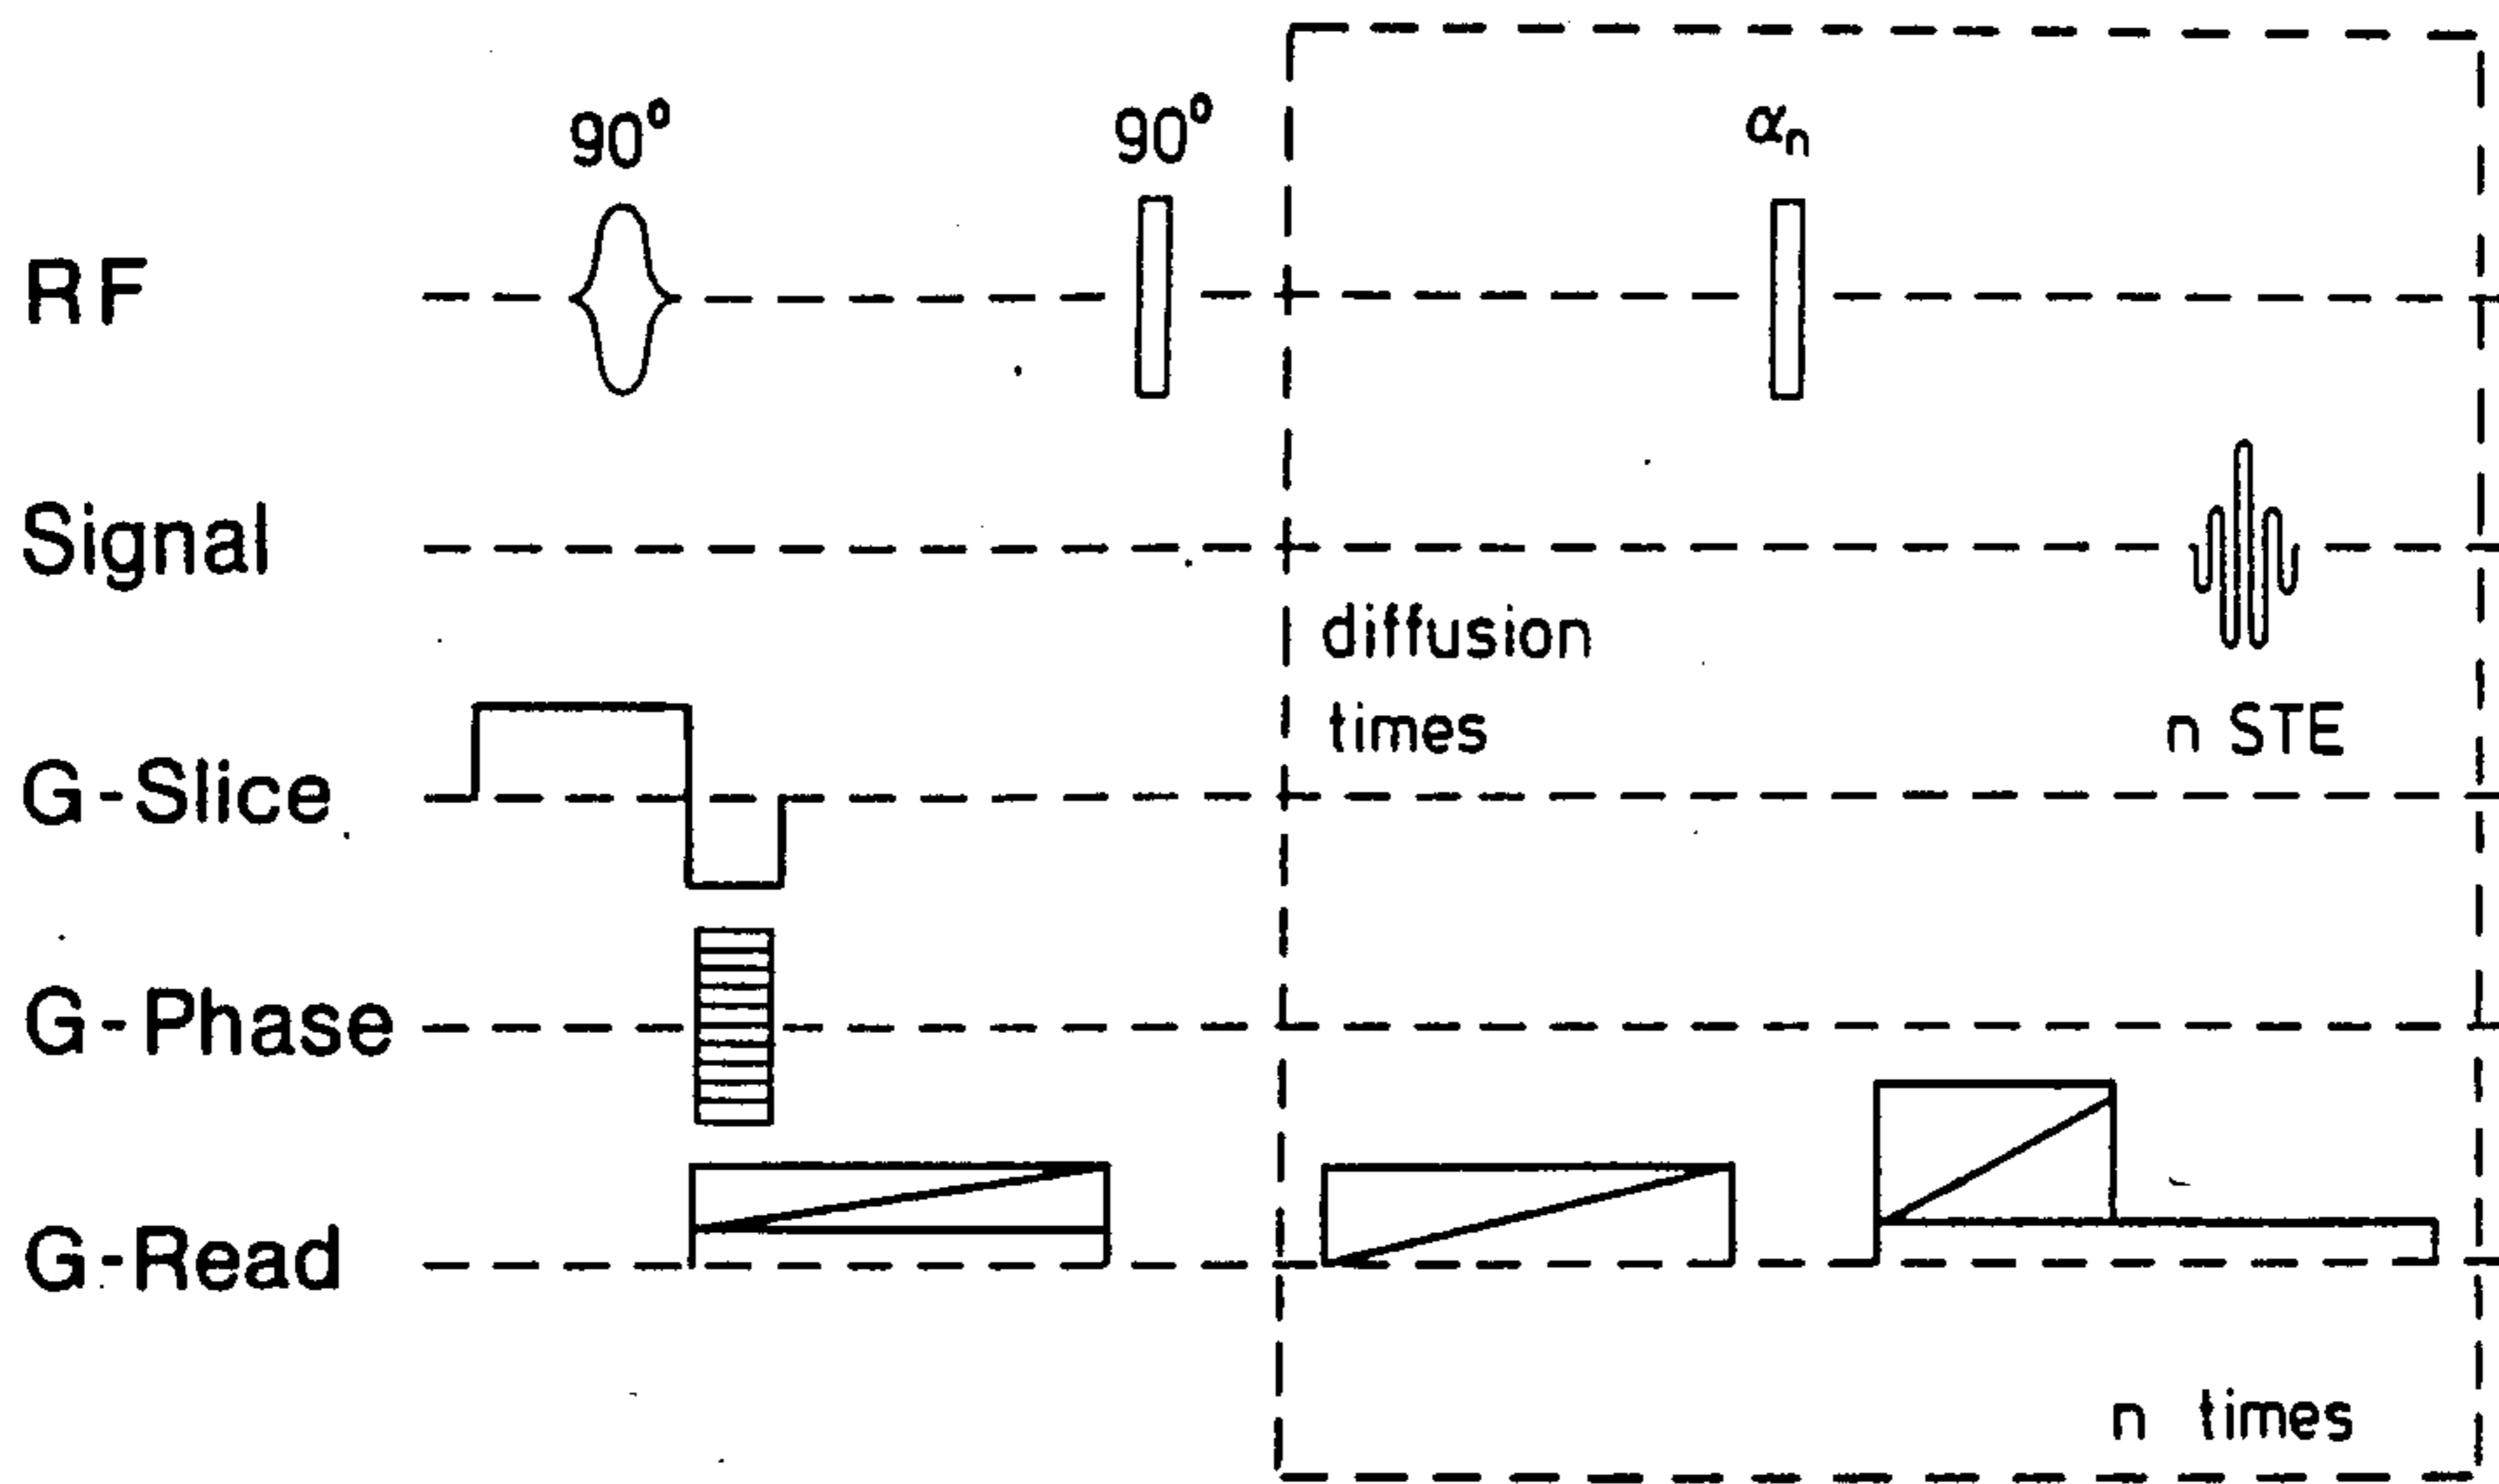 90° 90° αn
RF
Signal
diffusion
times
n STE
G-Slice
G-Phase
G-Read
n times